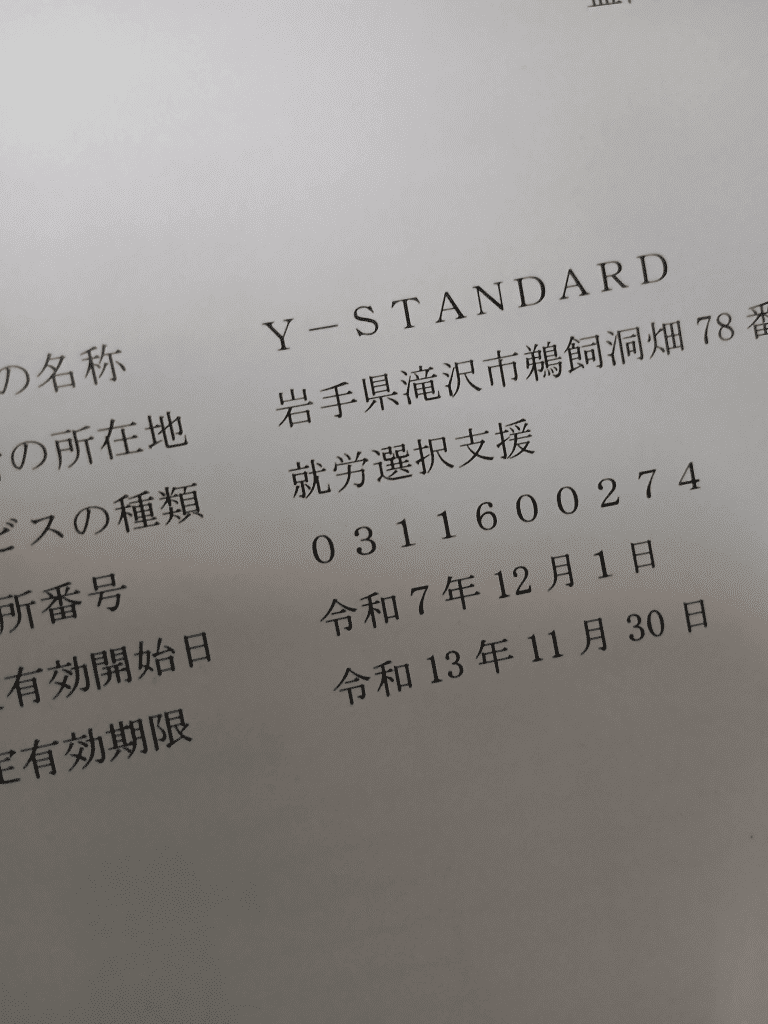 の名称 Y－STANDARD
の所在地 岩手県滝沢市鵜飼洞畑 78 番
ビスの種類 就労選択支援
所番号 0311600274
有効開始日 令和 7 年 12 月 1 日
定有効期限 令和 13 年 11 月 30 日